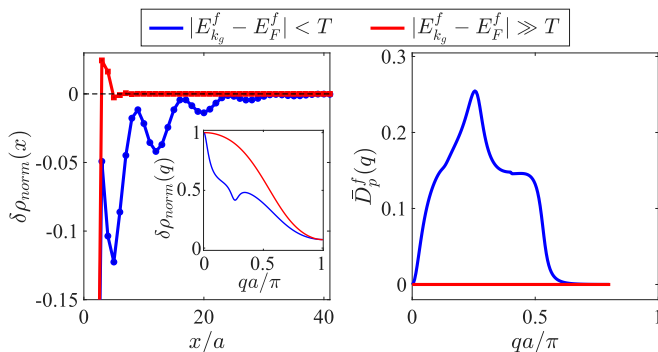 |E^f_{k_g} − E^f_F| < T |E^f_{k_g} − E^f_F| ≫ T
δρ_{norm}(x)
0
-0.05
-0.1
-0.15
0 10 20 30 40
x/a
δρ_{norm}(q)
1
0.5
0
0 0.5 1
qa/π
D̄^f_p(q)
0.3
0.2
0.1
0
0 0.5 1
qa/π